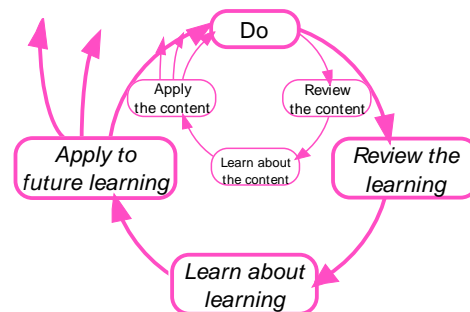 Do
Apply
the content
Review
the content
Learn about
the content
Apply to
future learning
Review the
learning
Learn about
learning